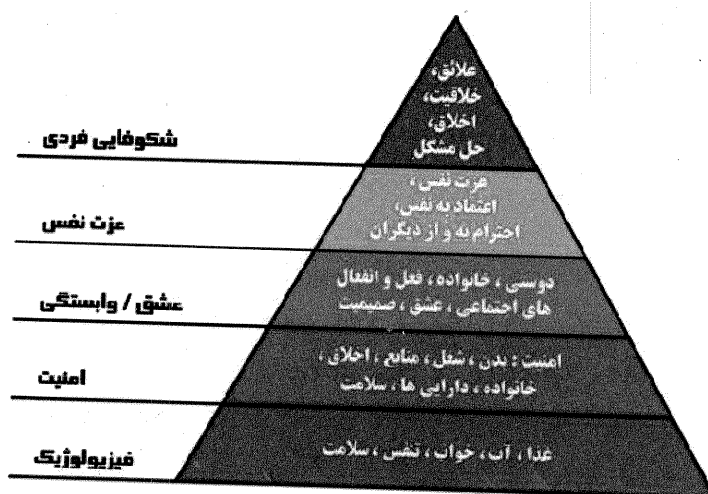 علائق،
خلاقیت،
اخلاق،
حل مشکل
شکوفایی فردی
عزت نفس،
اعتماد به نفس،
احترام به و از دیگران
عزت نفس
دوستی ، خانواده ، فعل و انفعال
های اجتماعی ، عشق ، صمیمیت
عشق / وابستگی
امنیت : بدن ، شغل ، منابع ، اخلاق ،
خانواده ، دارایی ها ، سلامت
امنیت
غذا ، آب ، خواب ، تنفس ، سلامت
فیزیولوژیک